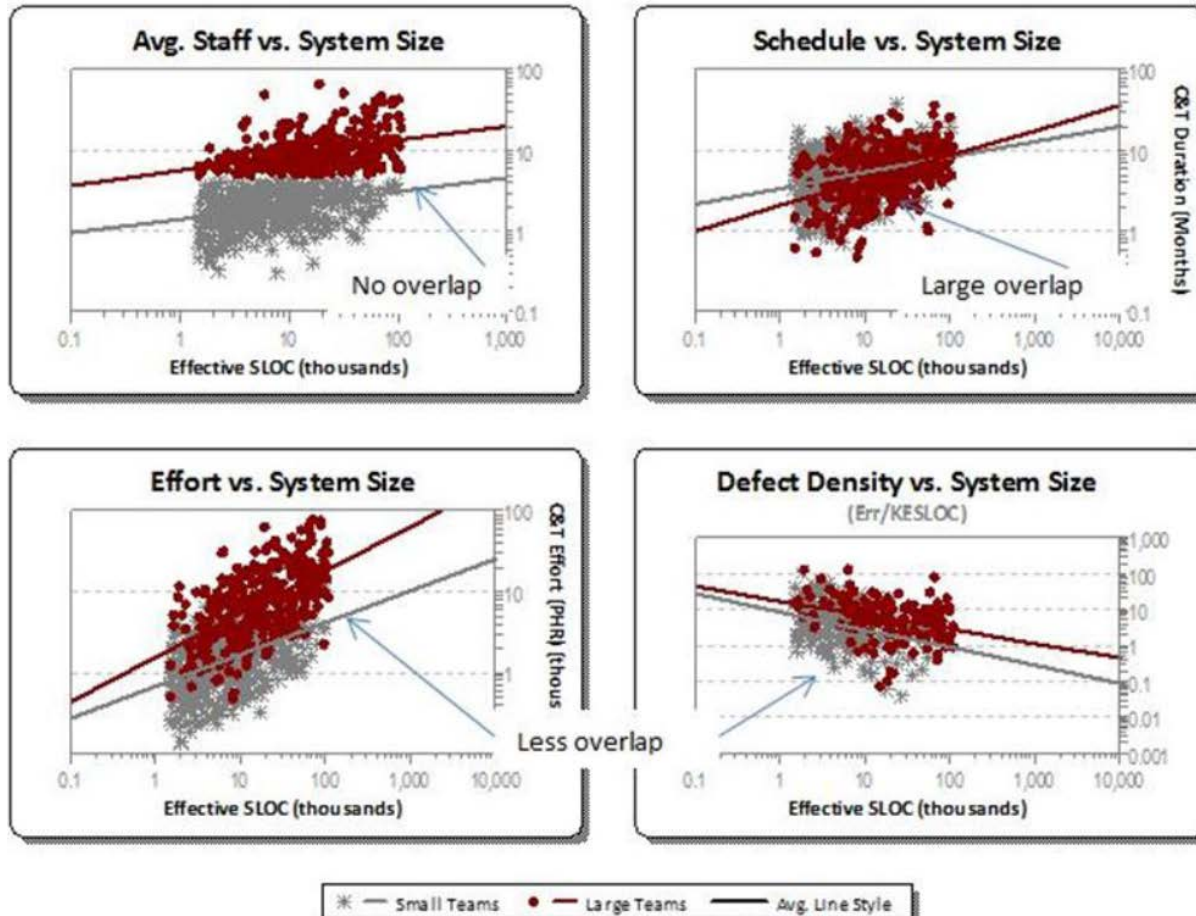 Avg. Staff vs. System Size
100
10
1
0.1
No overlap
0.1 1 10 100 1,000
Effective SLOC (thousands)
Schedule vs. System Size
100
10
1
0.1
C&T Duration (Months)
Large overlap
0.1 1 10 100 1,000 10,000
Effective SLOC (thousands)
Effort vs. System Size
100
10
1
C&T Effort (PHR) (thous
0.1 1 10 100 1,000 10,000
Effective SLOC (thousands)
Less overlap
Defect Density vs. System Size
(Err/KESLOC)
1,000
100
10
1
0.1
0.01
0.001
0.1 1 10 100 1,000 10,000
Effective SLOC (thousands)
Small Teams Large Teams Avg. Line Style